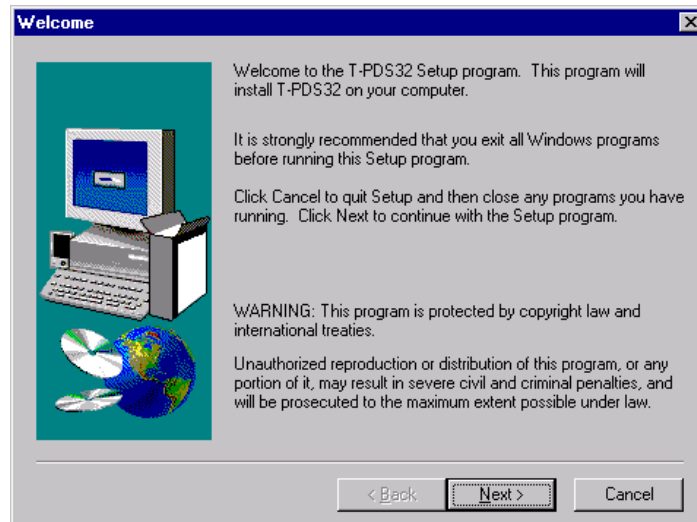 Welcome
Welcome to the T-PDS32 Setup program.  This program will
install T-PDS32 on your computer.
It is strongly recommended that you exit all Windows programs
before running this Setup program.
Click Cancel to quit Setup and then close any programs you have
running.  Click Next to continue with the Setup program.
WARNING: This program is protected by copyright law and
international treaties.
Unauthorized reproduction or distribution of this program, or any
portion of it, may result in severe civil and criminal penalties, and
will be prosecuted to the maximum extent possible under law.
< Back
Next >
Cancel